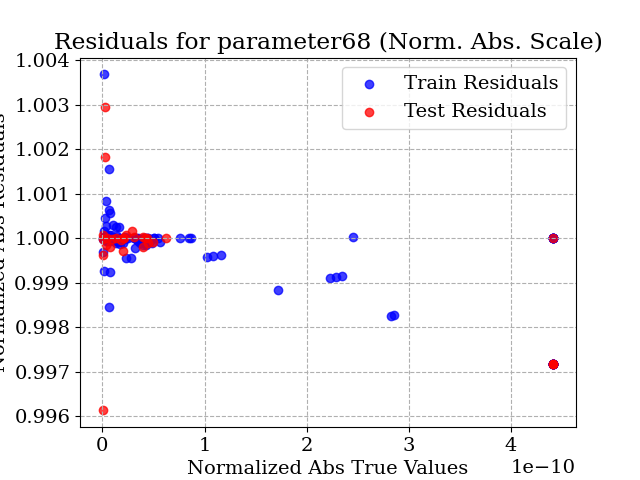 Residuals for parameter68 (Norm. Abs. Scale)
Train Residuals
Test Residuals
Normalized Abs Residuals
1.004
1.003
1.002
1.001
1.000
0.999
0.998
0.997
0.996
0 1 2 3 4
1e−10
Normalized Abs True Values